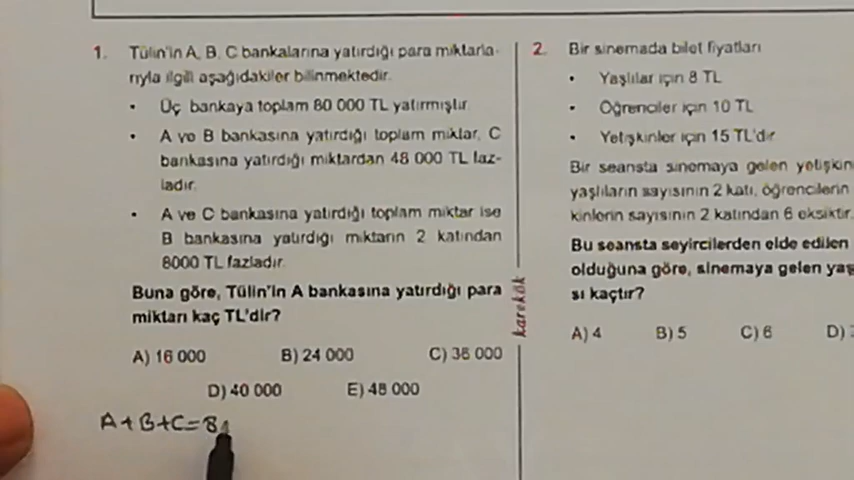 1. Tülin'in A, B, C bankalarına yatırdığı para miktarla-
rıyla ilgili aşağıdakiler bilinmektedir.
• Üç bankaya toplam 80 000 TL yatırmıştır.
• A ve B bankasına yatırdığı toplam miktar, C
bankasına yatırdığı miktardan 48 000 TL faz-
ladır.
• A ve C bankasına yatırdığı toplam miktar ise
B bankasına yatırdığı miktarın 2 katından
8000 TL fazladır.
Buna göre, Tülin'in A bankasına yatırdığı para
miktarı kaç TL'dir?
A) 16 000 B) 24 000 C) 36 000
D) 40 000 E) 48 000
A+B+C=8
karekök
2. Bir sinemada bilet fiyatları
• Yaşlılar için 8 TL
• Öğrenciler için 10 TL
• Yetişkinler için 15 TL'dir.
Bir seansta sinemaya gelen yetişkin
yaşlıların sayısının 2 katı, öğrencilerin
kinlerin sayısının 2 katından 6 eksiktir.
Bu seansta seyircilerden elde edilen
olduğuna göre, sinemaya gelen yaş
sı kaçtır?
A) 4 B) 5 C) 6 D)